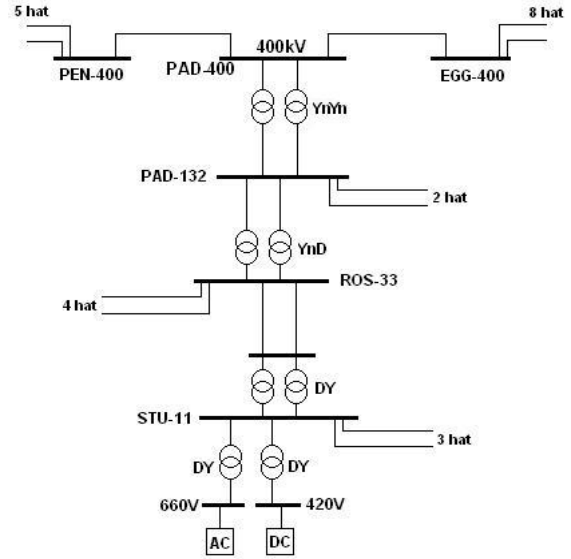 5 hat
8 hat
400kV
PEN-400
PAD-400
EGG-400
YnYn
PAD-132
2 hat
YnD
ROS-33
4 hat
DY
STU-11
3 hat
DY
DY
660V
420V
AC
DC